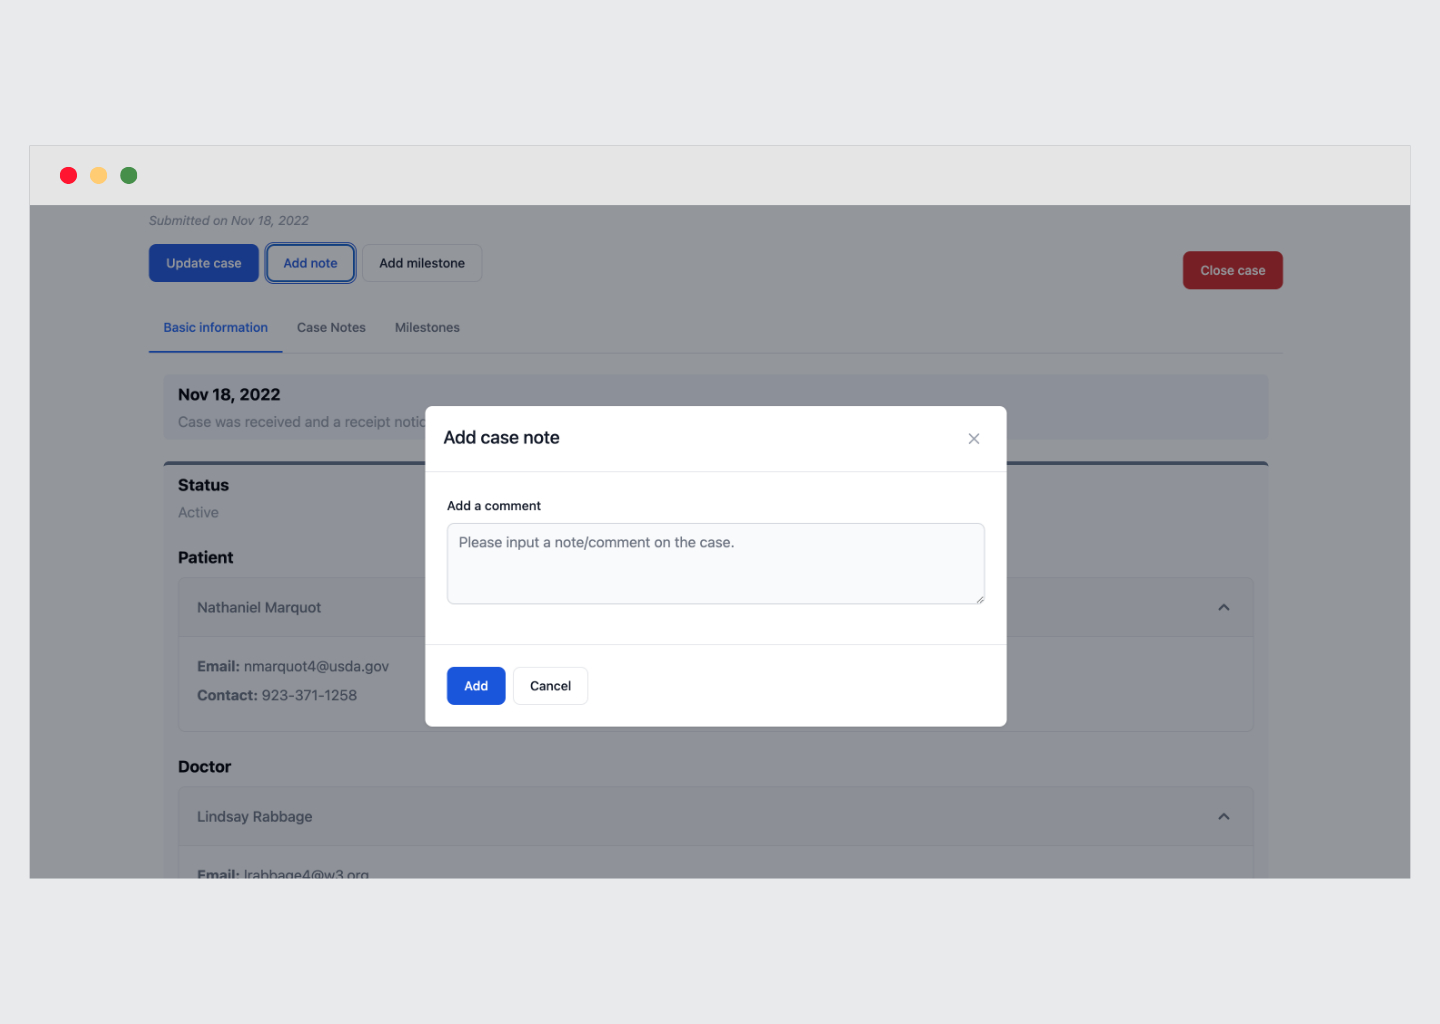 Submitted on Nov 18, 2022
Update case
Add note
Add milestone
Close case
Basic information
Case Notes
Milestones
Nov 18, 2022
Case was received and a receipt
Status
Active
Patient
Nathaniel Marquot
Email: nmarquot4@usda.gov
Contact: 923-371-1258
Doctor
Lindsay Rabbage
Email: lrabbage4@w3.org
Add case note
Add a comment
Please input a note/comment on the case.
Add
Cancel